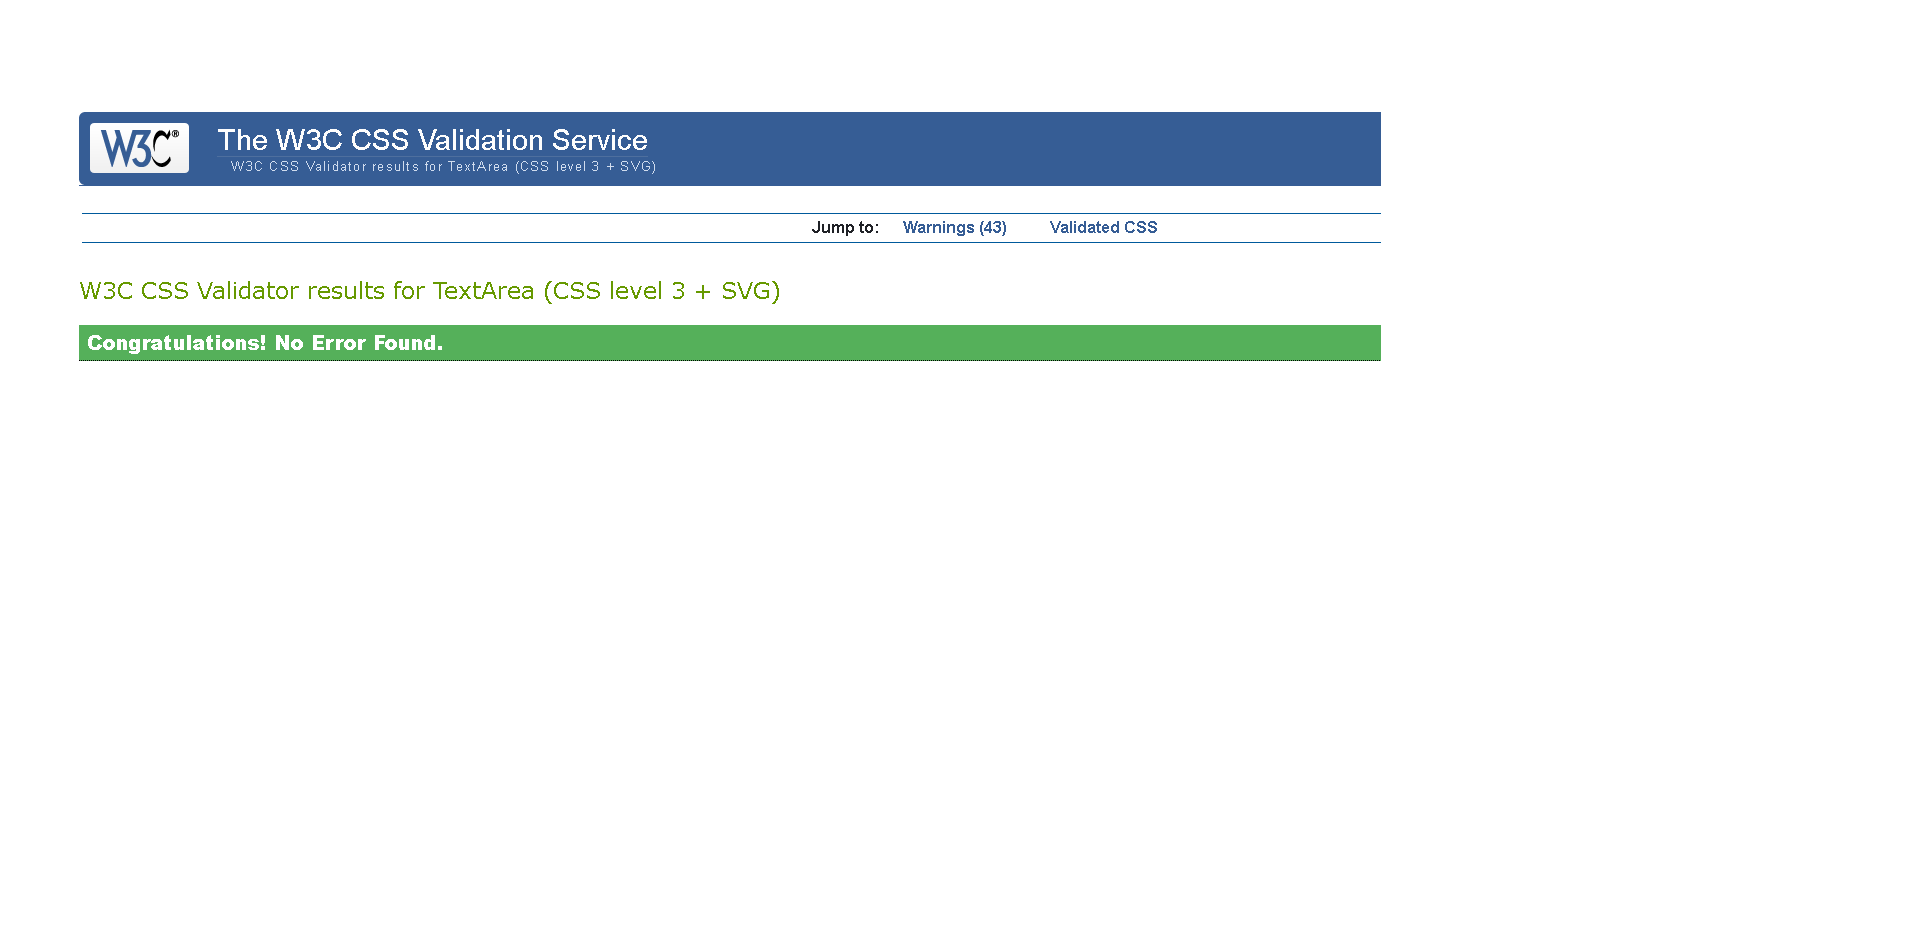 W3C®
The W3C CSS Validation Service
W3C CSS Validator results for TextArea (CSS level 3 + SVG)
Jump to: Warnings (43) Validated CSS
W3C CSS Validator results for TextArea (CSS level 3 + SVG)
Congratulations! No Error Found.